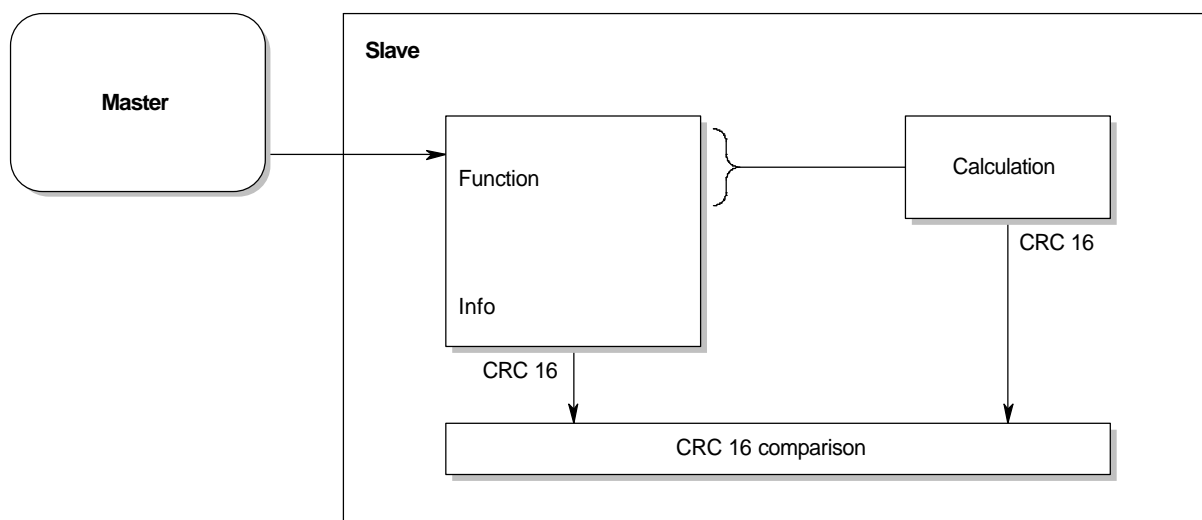 Slave
Master
Function
Calculation
CRC 16
Info
CRC 16
CRC 16 comparison